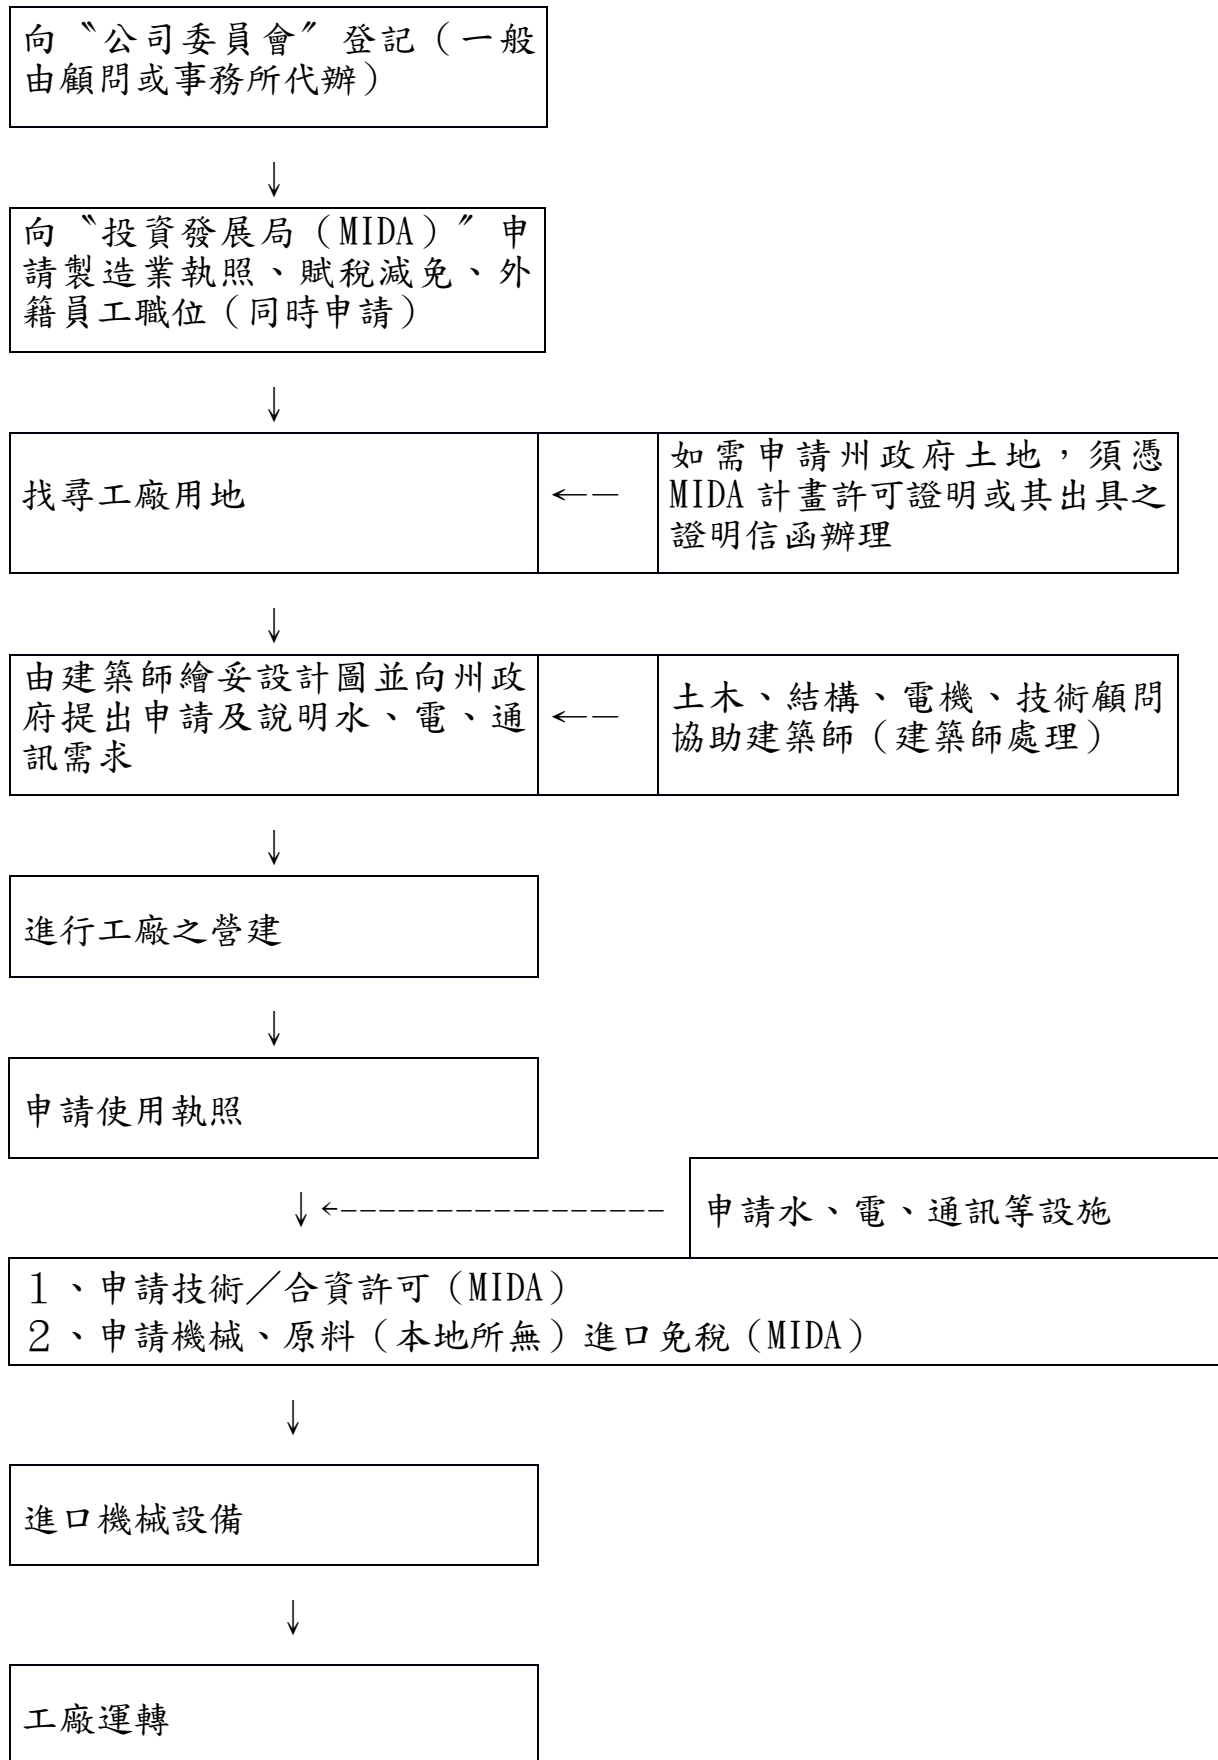 向〝公司委員會〞登記（一般
由顧問或事務所代辦）
↓
向〝投資發展局（MIDA）〞申
請製造業執照、賦稅減免、外
籍員工職位（同時申請）
↓
找尋工廠用地
←—
如需申請州政府土地，須憑
MIDA 計畫許可證明或其出具之
證明信函辦理
↓
由建築師繪妥設計圖並向州政
府提出申請及說明水、電、通
訊需求
←—
土木、結構、電機、技術顧問
協助建築師（建築師處理）
↓
進行工廠之營建
↓
申請使用執照
↓ ←-----------------
申請水、電、通訊等設施
１、申請技術／合資許可（MIDA）
２、申請機械、原料（本地所無）進口免稅（MIDA）
↓
進口機械設備
↓
工廠運轉